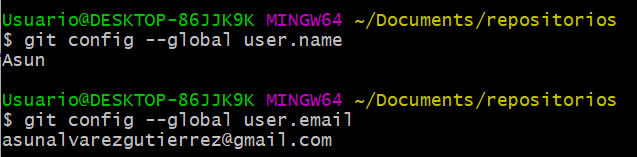 Usuario@DESKTOP-86JJK9K MINGW64 ~/Documents/repositorios
$ git config --global user.name
Asun
Usuario@DESKTOP-86JJK9K MINGW64 ~/Documents/repositorios
$ git config --global user.email
asunalvarezgutierrez@gmail.com